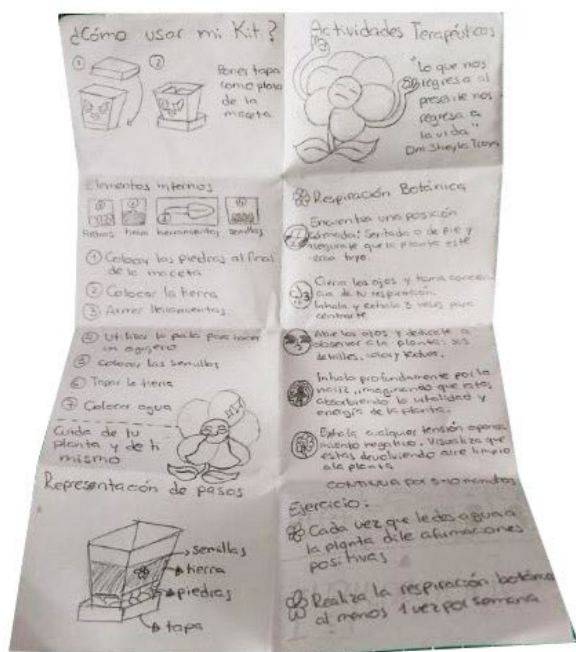 ¿Cómo usar mi Kit?
① ②
Poner tapa
como plato
de la
maceta
Elementos internos
Piedras tierra herramientas semillas
① Colocar las piedras al final
de la maceta
② Colocar la tierra
③ Armar herramientas
④ Utilizar la pala para hacer
un agujero
⑤ Colocar las semillas
⑥ Tapar la tierra
⑦ Colocar agua
Cuida de tu
planta y de ti
mismo
Representación de pasos
semillas
tierra
piedras
tapa
Actividades Terapéuticas
"Lo que nos
regresa al
presente nos
regresa a
la vida"
Dra Sheyla
Respiración Botánica
Encuentra una posición
cómoda: Sentado o de pie y
asegurate que la planta esté
cerca tuyo.
Cierra los ojos y toma concien
cia de tu respiración.
Inhala y exhala 3 veces para
centrarte
Abre los ojos y dedicate a
observar a la planta: sus
detalles, color y textura.
Inhala profundamente por la
nariz, imaginando que estas
absorbiendo la vitalidad y
energía de la planta.
Exhala cualquier tensión o pensa
miento negativo. Visualiza que
estas devolviendo aire limpio
a la planta
CONTINUA por 5-10 minutos
Ejercicio:
Cada vez que le des agua a
la planta dile afirmaciones
positivas
Realiza la respiración botánica
al menos 1 vez por semana